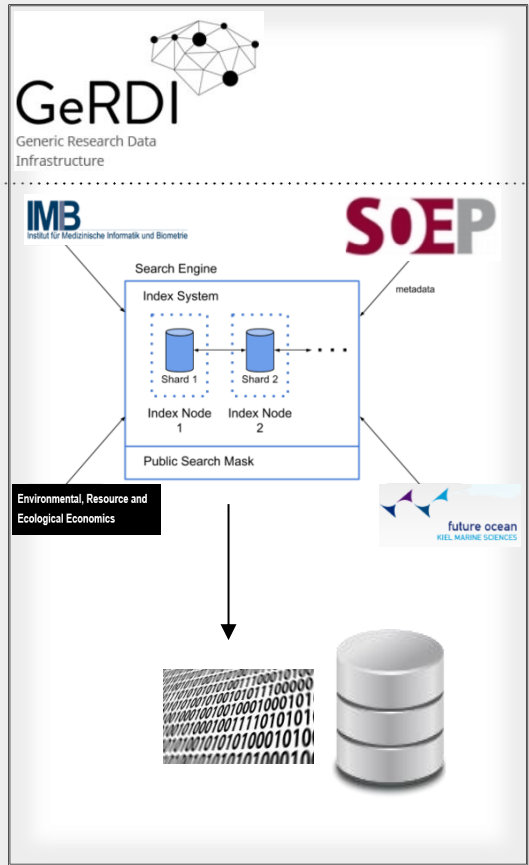 GeRDI
Generic Research Data
Infrastructure
IMB
Institut für Medizinische Informatik und Biometrie
SOEP
Search Engine
metadata
Index System
Shard 1
Shard 2
Index Node
1
Index Node
2
Public Search Mask
Environmental, Resource and
Ecological Economics
future ocean
KIEL MARINE SCIENCES